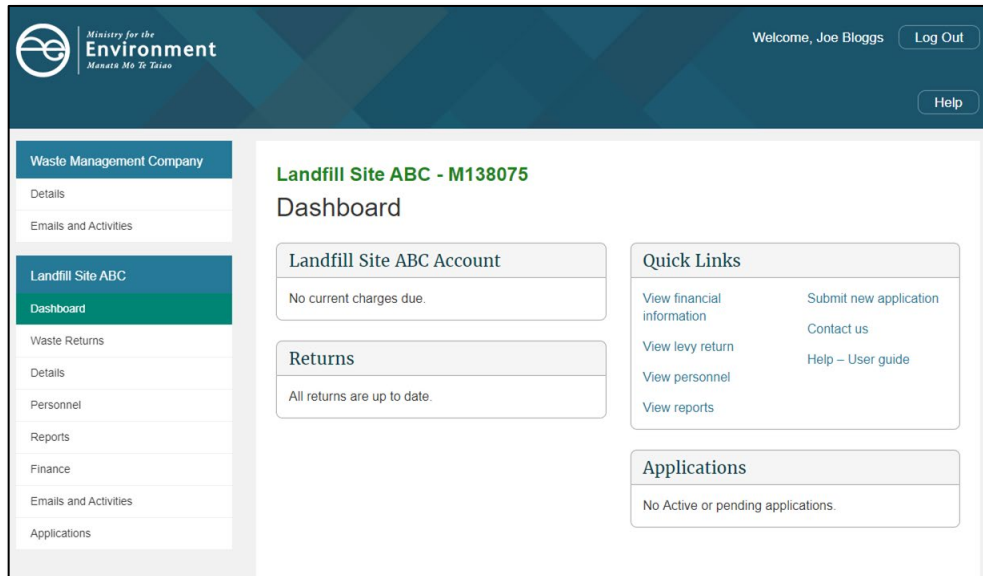 Ministry for the
Environment
Manatū Mō Te Taiao
Welcome, Joe Bloggs
Log Out
Help
Waste Management Company
Details
Emails and Activities
Landfill Site ABC
Dashboard
Waste Returns
Details
Personnel
Reports
Finance
Emails and Activities
Applications
Landfill Site ABC - M138075
Dashboard
Landfill Site ABC Account
No current charges due.
Returns
All returns are up to date.
Quick Links
View financial
information
View levy return
View personnel
View reports
Submit new application
Contact us
Help – User guide
Applications
No Active or pending applications.